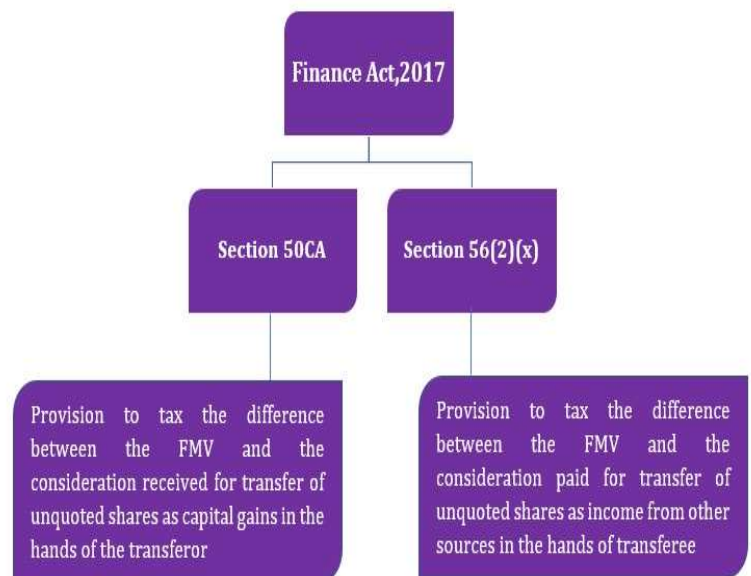 Finance Act,2017
Section 50CA
Section 56(2)(x)
Provision to tax the difference
between the FMV and the
consideration received for transfer of
unquoted shares as capital gains in the
hands of the transferor
Provision to tax the difference
between the FMV and the
consideration paid for transfer of
unquoted shares as income from other
sources in the hands of transferee